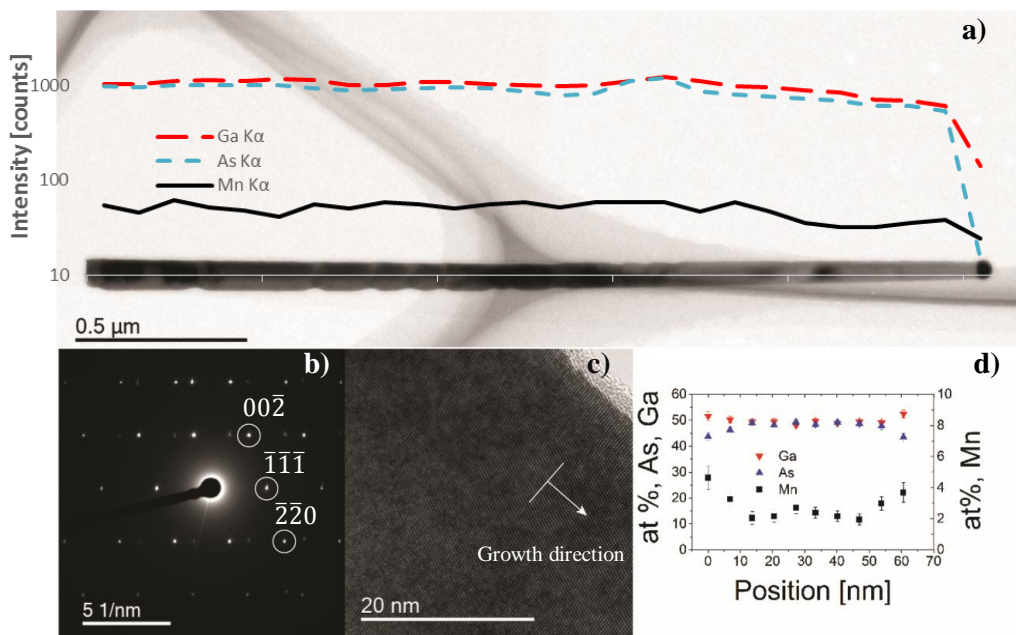 a)
Intensity [counts]
1000
100
10
Ga Kα
As Kα
Mn Kα
0.5 µm
b)
002̅
1̅11̅
2̅2̅0
5 1/nm
c)
Growth direction
20 nm
d)
at %, As, Ga
60
50
40
30
20
10
0
Ga
As
Mn
10
8
6
4
2
0
at%, Mn
0 10 20 30 40 50 60 70
Position [nm]